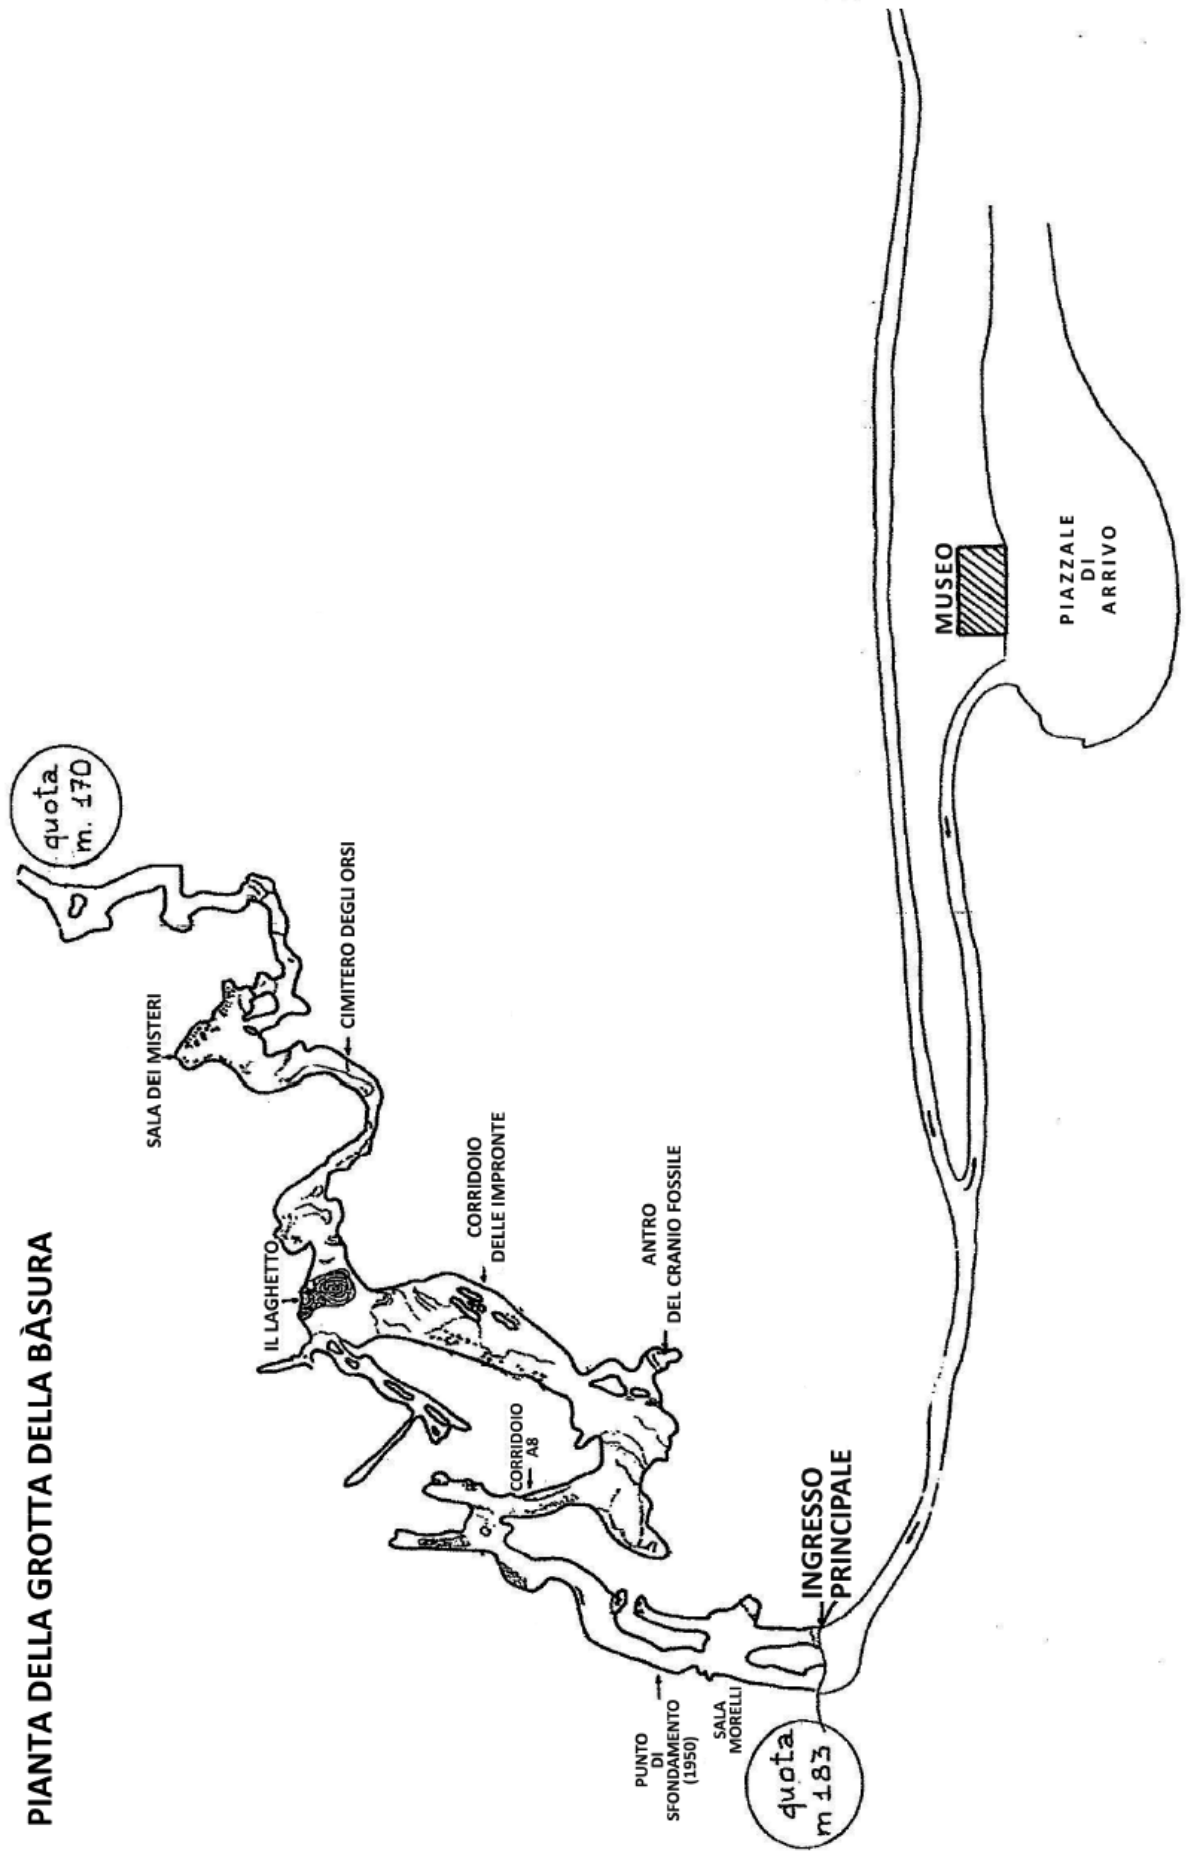 PIANTA DELLA GROTTA DELLA BÀSURA
quota
m. 170
SALA DEI MISTERI
CIMITERO DEGLI ORSI
IL LAGHETTO
CORRIDOIO
DELLE IMPRONTE
ANTRO
DEL CRANIO FOSSILE
CORRIDOIO
A8
PUNTO
DI
SFONDAMENTO
(1950)
SALA
MORELLI
quota
m 183
INGRESSO
PRINCIPALE
MUSEO
PIAZZALE
DI
ARRIVO